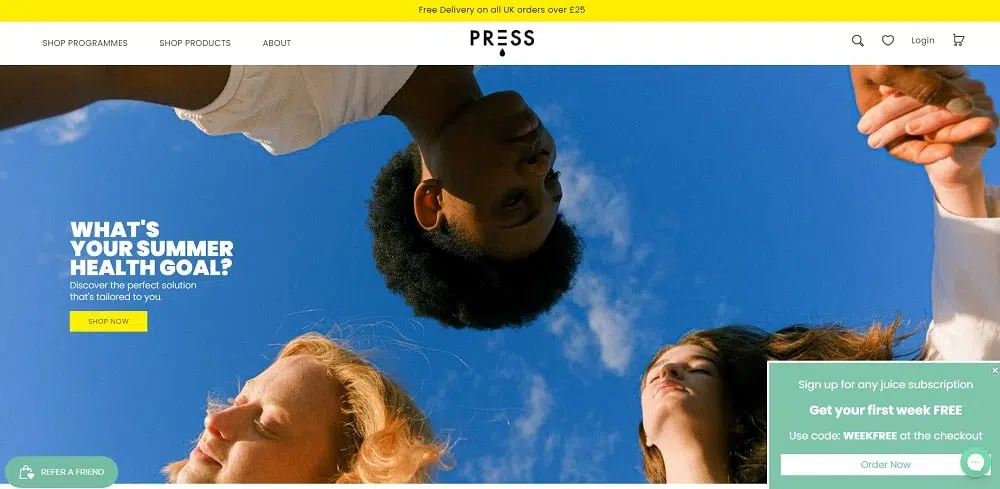 Free Delivery on all UK orders over £25
SHOP PROGRAMMES SHOP PRODUCTS ABOUT
PRESS
Login
WHAT'S
YOUR SUMMER
HEALTH GOAL?
Discover the perfect solution
that's tailored to you.
SHOP NOW
Sign up for any juice subscription
Get your first week FREE
Use code: WEEKFREE at the checkout
Order Now
REFER A FRIEND